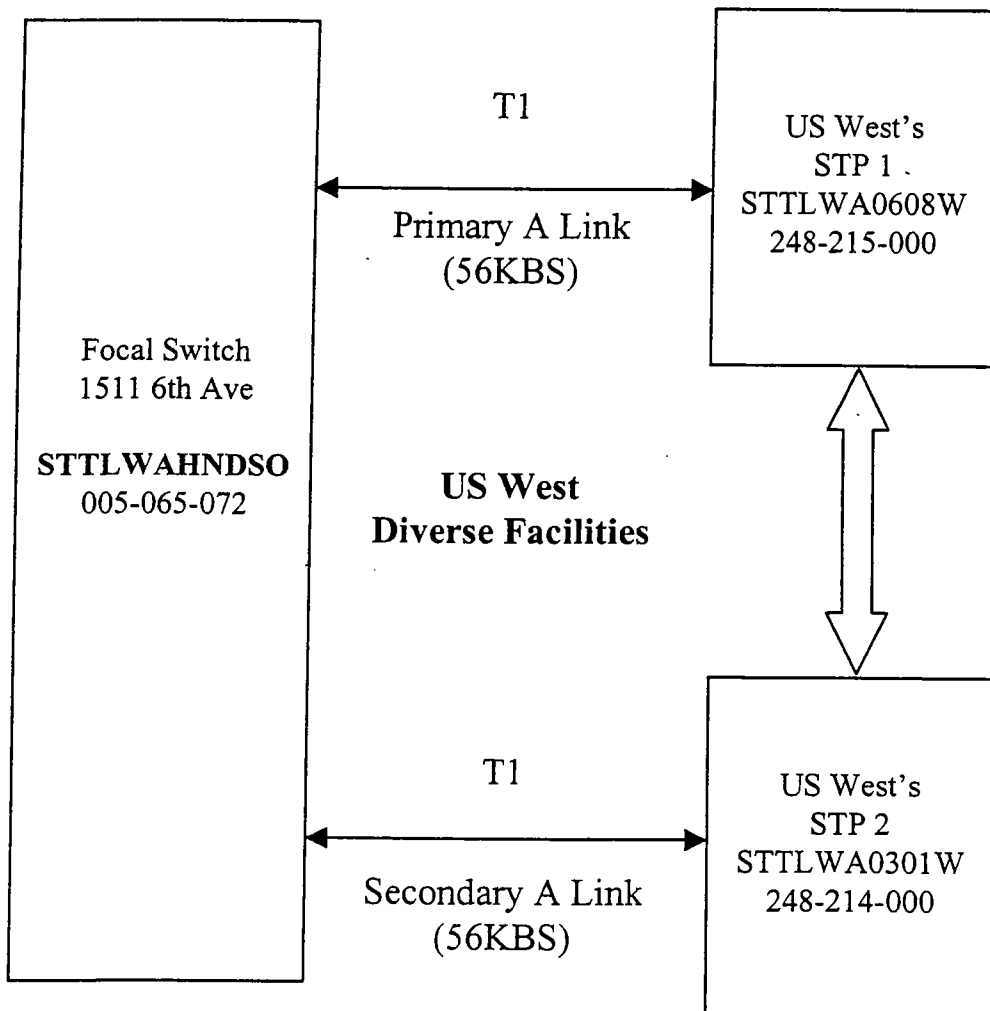 T1
Primary A Link
(56KBS)
US West's
STP 1
STTLWA0608W
248-215-000
Focal Switch
1511 6th Ave
STTLWAHNDSO
005-065-072
US West
Diverse Facilities
T1
Secondary A Link
(56KBS)
US West's
STP 2
STTLWA0301W
248-214-000